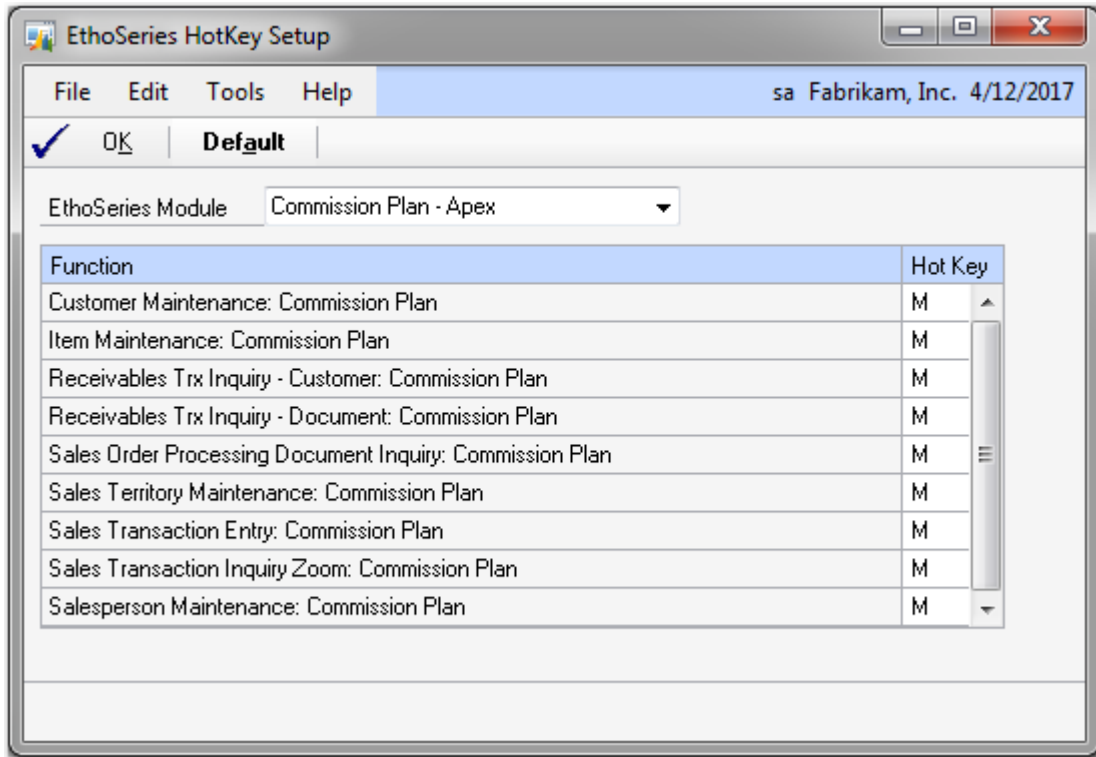 EthoSeries HotKey Setup
File Edit Tools Help sa Fabrikam, Inc. 4/12/2017
OK Default
EthoSeries Module Commission Plan - Apex
Function Hot Key
Customer Maintenance: Commission Plan M
Item Maintenance: Commission Plan M
Receivables Trx Inquiry - Customer: Commission Plan M
Receivables Trx Inquiry - Document: Commission Plan M
Sales Order Processing Document Inquiry: Commission Plan M
Sales Territory Maintenance: Commission Plan M
Sales Transaction Entry: Commission Plan M
Sales Transaction Inquiry Zoom: Commission Plan M
Salesperson Maintenance: Commission Plan M